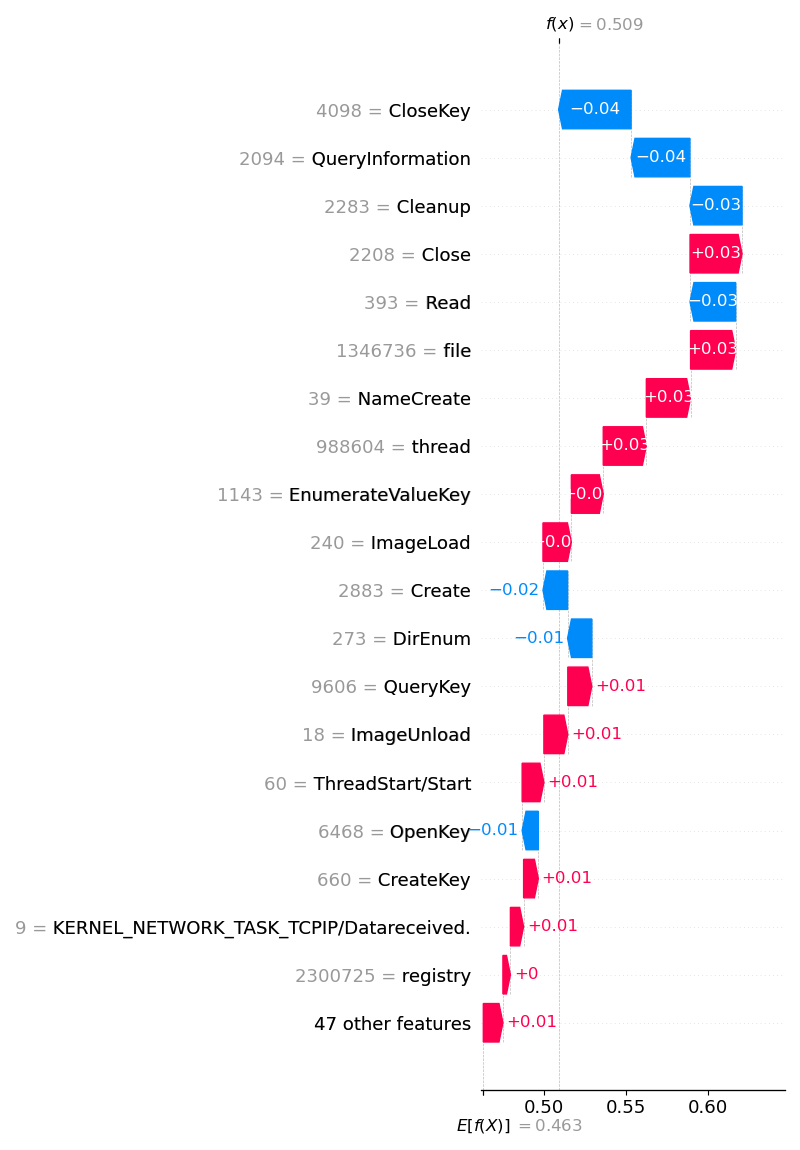 f(x) = 0.509
4098 = CloseKey −0.04
2094 = QueryInformation −0.04
2283 = Cleanup −0.03
2208 = Close +0.03
393 = Read −0.03
1346736 = file +0.03
39 = NameCreate +0.03
988604 = thread +0.03
1143 = EnumerateValueKey
240 = ImageLoad
2883 = Create −0.02
273 = DirEnum −0.01
9606 = QueryKey +0.01
18 = ImageUnload +0.01
60 = ThreadStart/Start +0.01
6468 = OpenKey −0.01
660 = CreateKey +0.01
9 = KERNEL_NETWORK_TASK_TCPIP/Datareceived. +0.01
2300725 = registry +0
47 other features +0.01
0.50 0.55 0.60
E[f(X)] = 0.463